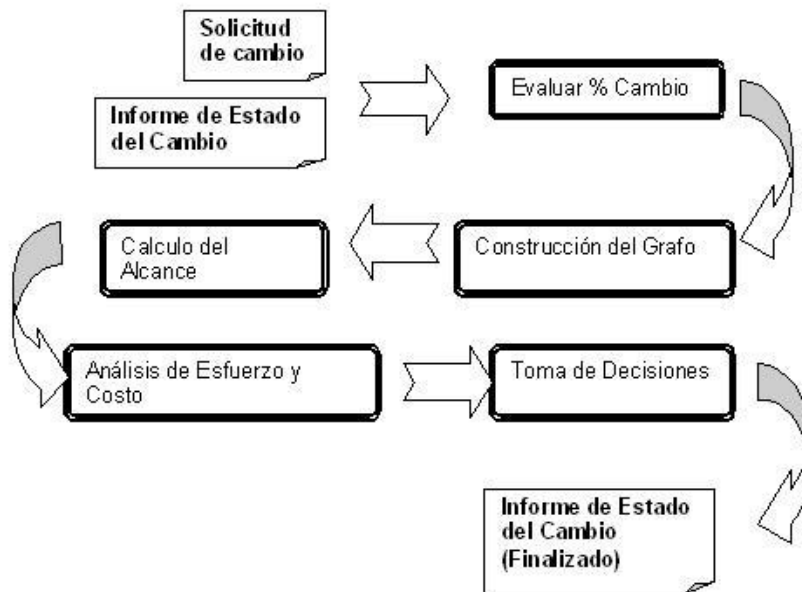 Solicitud
de cambio
Informe de Estado
del Cambio
Evaluar % Cambio
Construcción del Grafo
Calculo del
Alcance
Análisis de Esfuerzo y
Costo
Toma de Decisiones
Informe de Estado
del Cambio
(Finalizado)